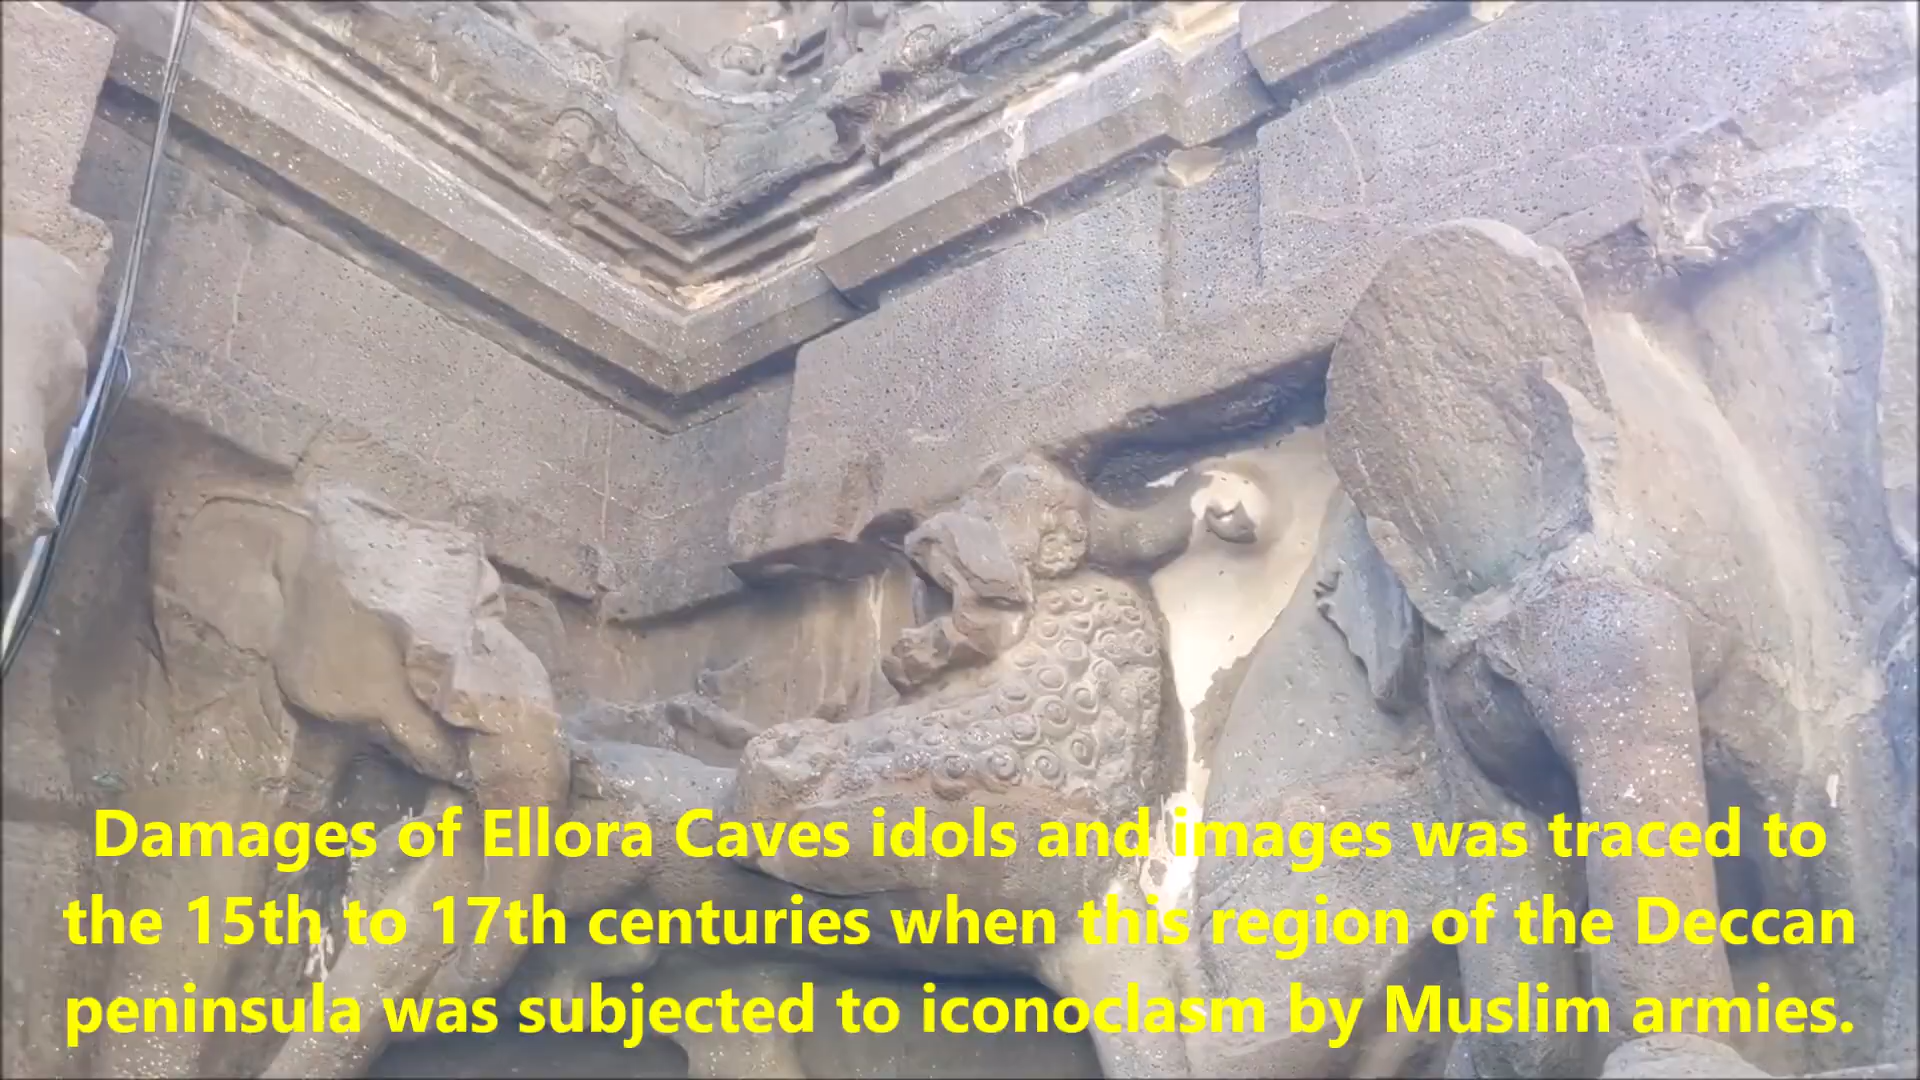 Damages of Ellora Caves idols and images was traced to
the 15th to 17th centuries when this region of the Deccan
peninsula was subjected to iconoclasm by Muslim armies.